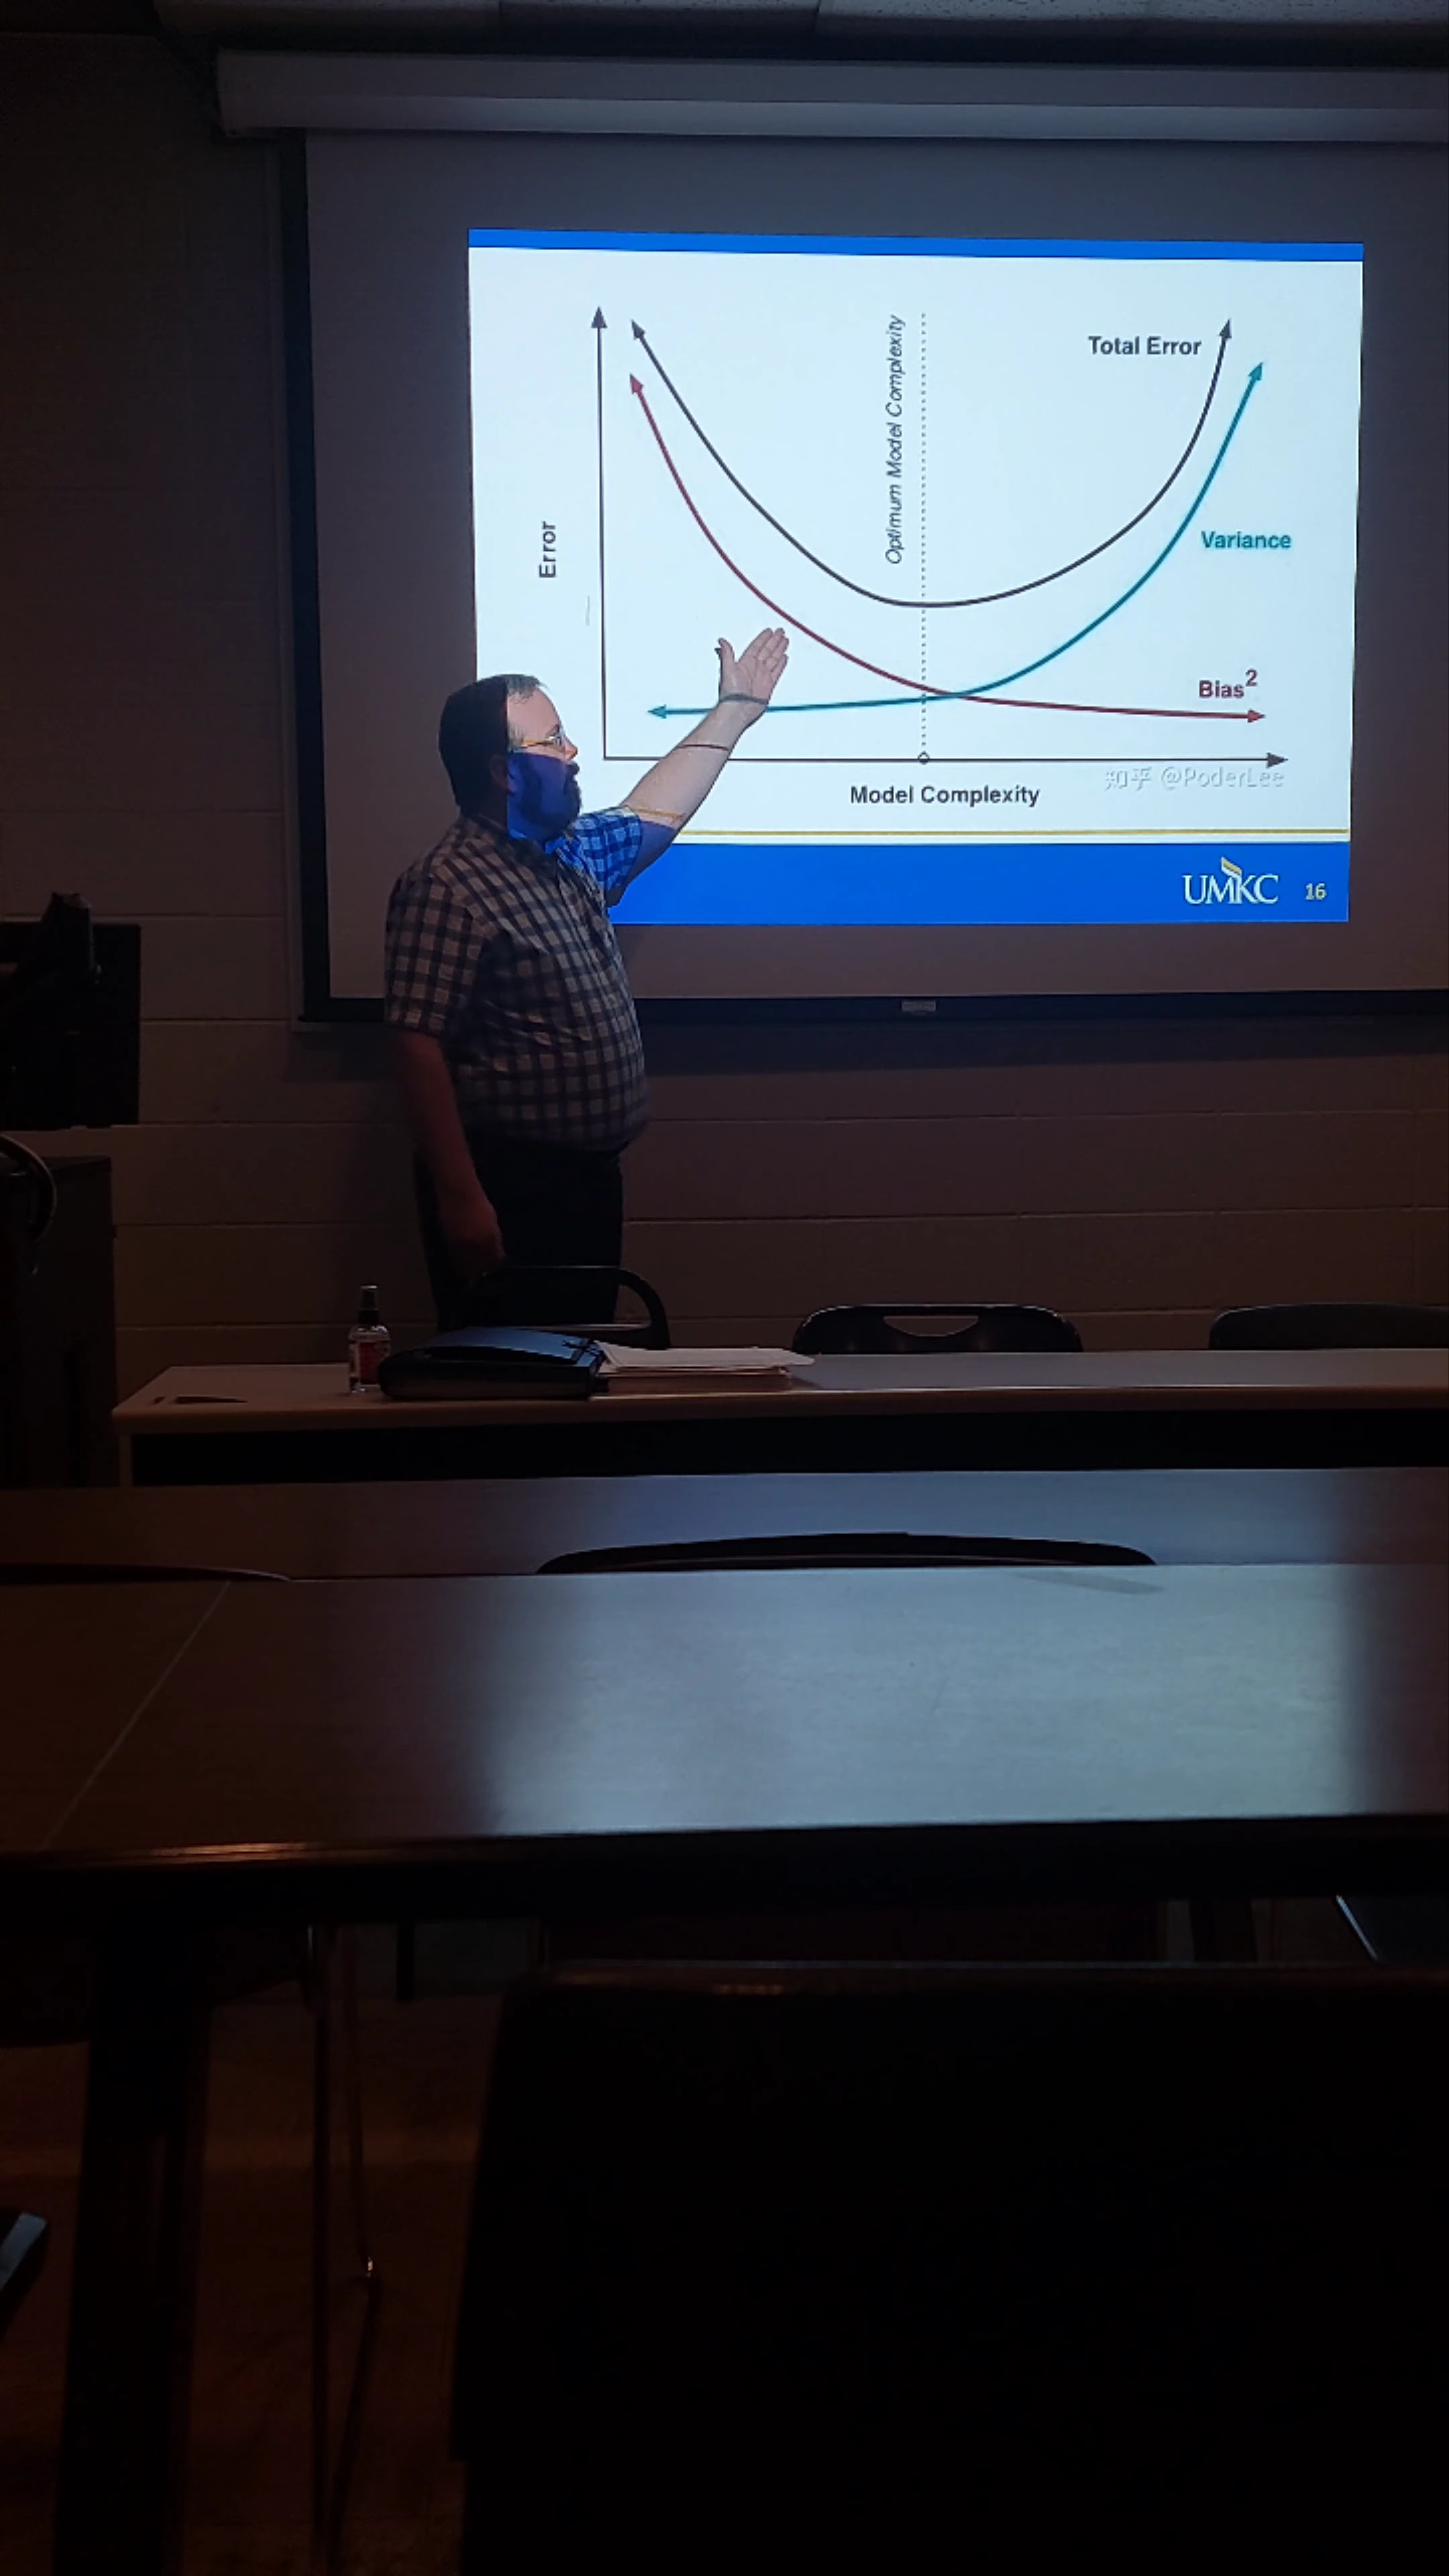 Optimum Model Complexity
Total Error
Error
Variance
Bias²
Model Complexity
知乎 @PoderLee
UMKC
16